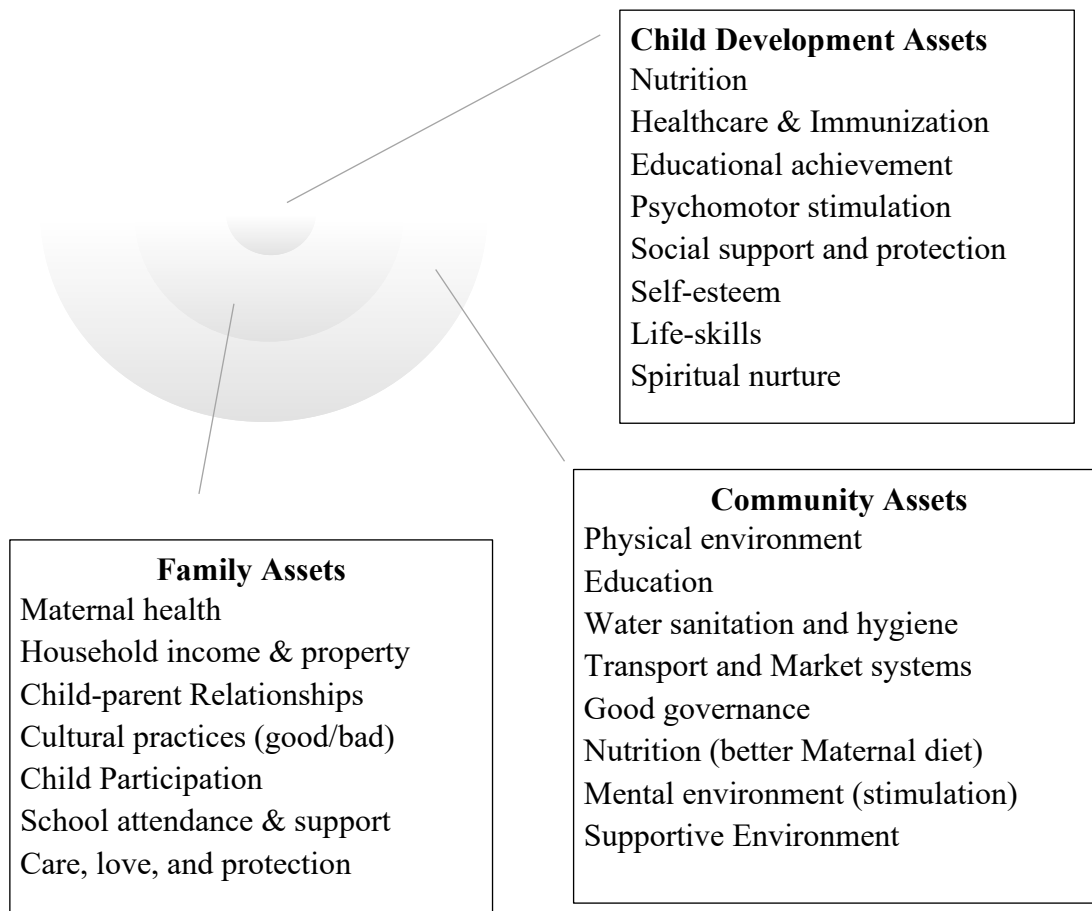 Child Development Assets
Nutrition
Healthcare & Immunization
Educational achievement
Psychomotor stimulation
Social support and protection
Self-esteem
Life-skills
Spiritual nurture
Family Assets
Maternal health
Household income & property
Child-parent Relationships
Cultural practices (good/bad)
Child Participation
School attendance & support
Care, love, and protection
Community Assets
Physical environment
Education
Water sanitation and hygiene
Transport and Market systems
Good governance
Nutrition (better Maternal diet)
Mental environment (stimulation)
Supportive Environment